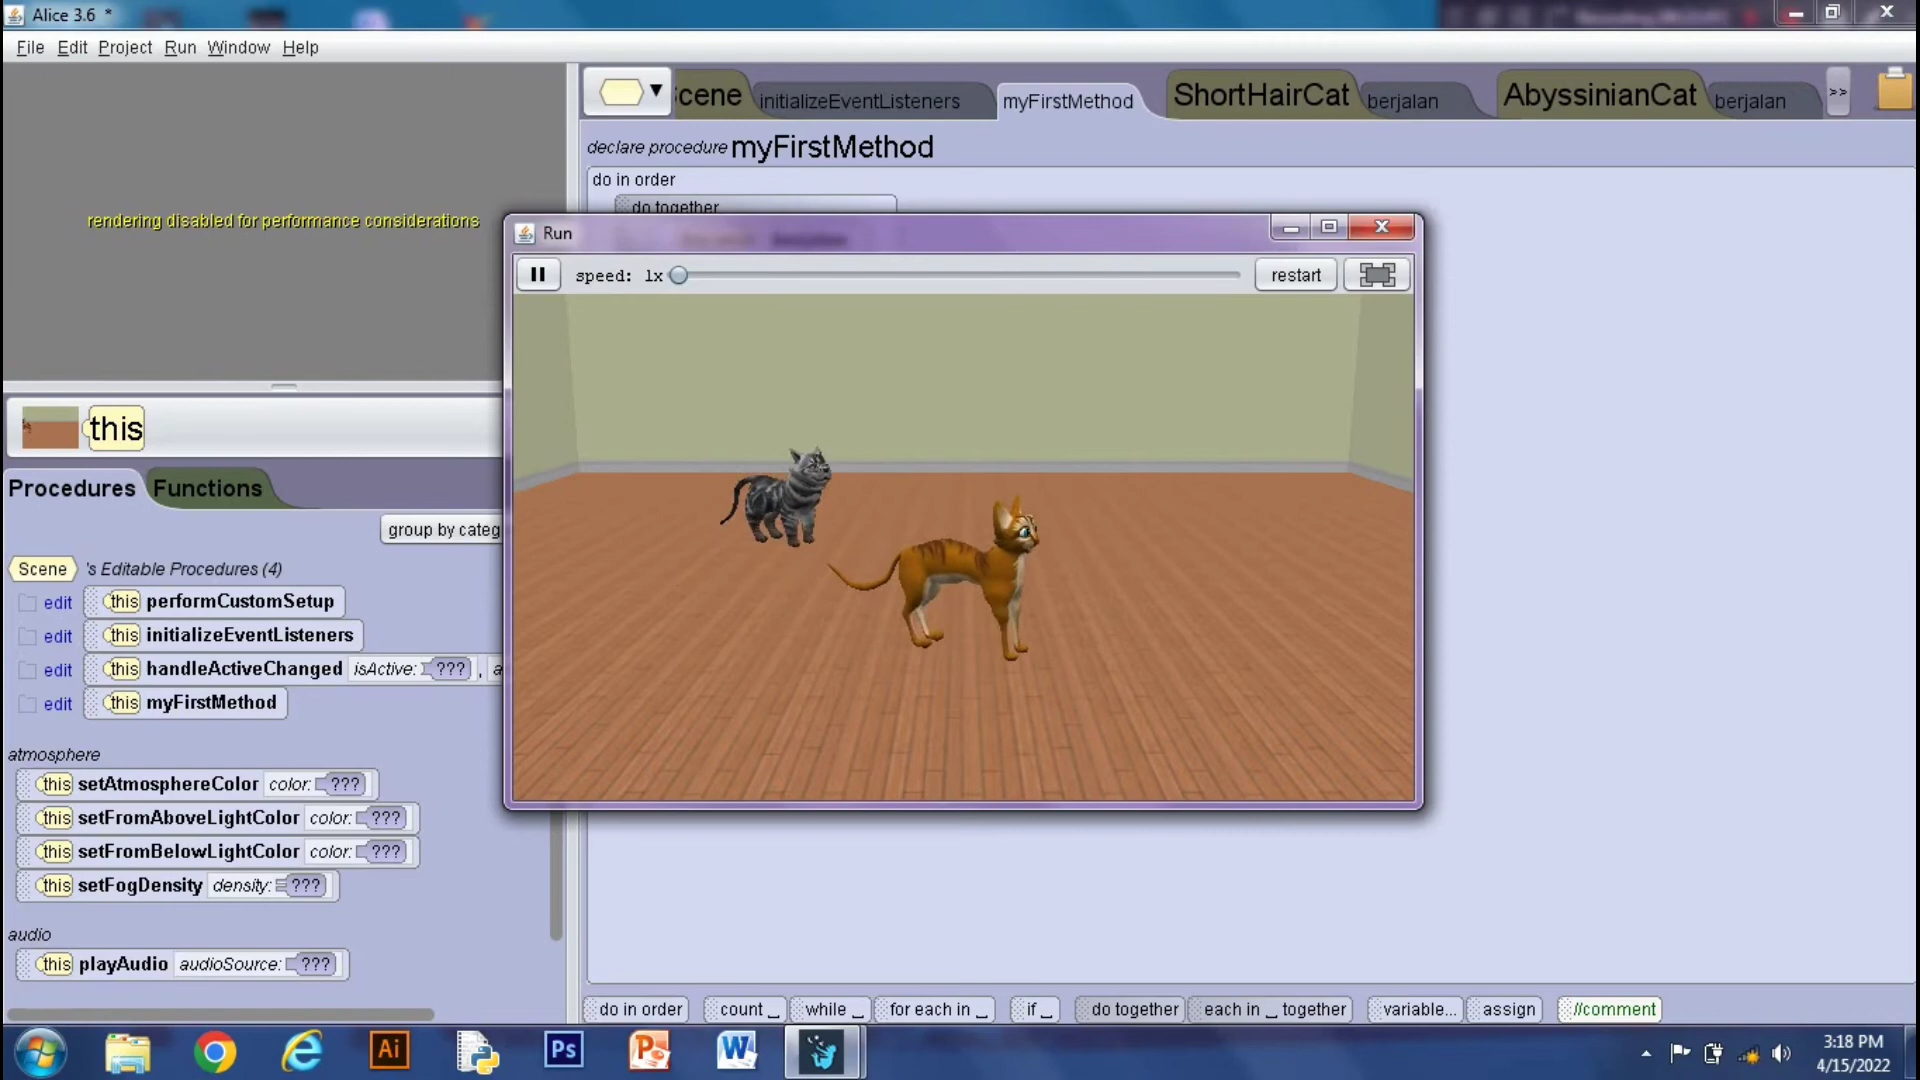 Alice 3.6 *
File Edit Project Run Window Help
cene initializeEventListeners myFirstMethod ShortHairCat berjalan AbyssinianCat berjalan >>
declare procedure myFirstMethod
do in order
do together
rendering disabled for performance considerations
Run
speed: 1x restart
this
Procedures Functions
group by categ
Scene 's Editable Procedures (4)
edit this performCustomSetup
edit this initializeEventListeners
edit this handleActiveChanged isActive: ??? , a
edit this myFirstMethod
atmosphere
this setAtmosphereColor color: ???
this setFromAboveLightColor color: ???
this setFromBelowLightColor color: ???
this setFogDensity density: ???
audio
this playAudio audioSource: ???
do in order count _ while _ for each in _ if _ do together each in _ together variable... assign //comment
Ai Ps P W
3:18 PM
4/15/2022